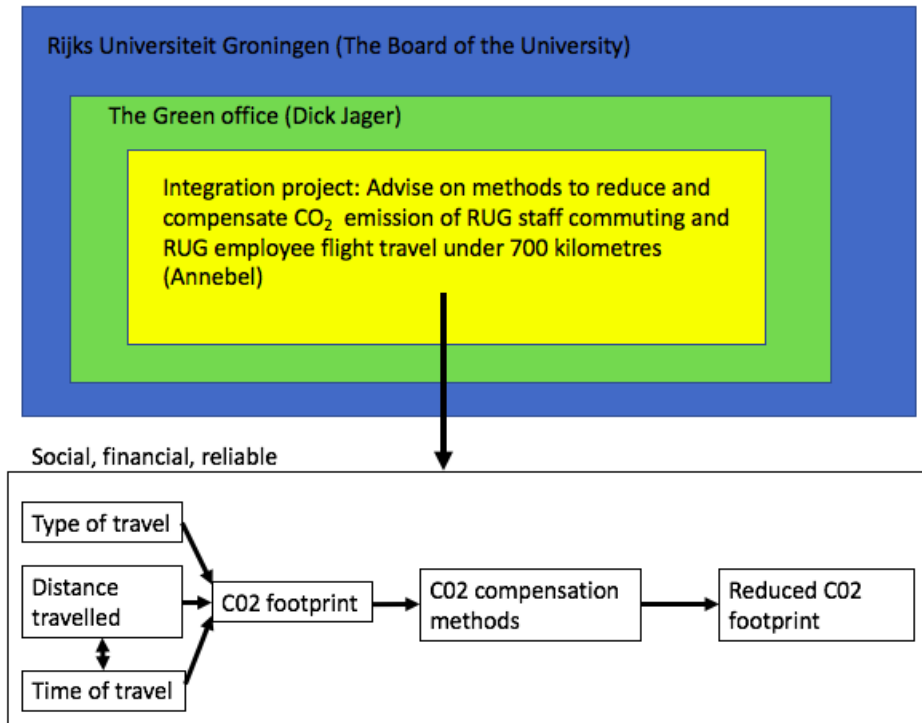 Rijks Universiteit Groningen (The Board of the University)
The Green office (Dick Jager)
Integration project: Advise on methods to reduce and
compensate CO₂ emission of RUG staff commuting and
RUG employee flight travel under 700 kilometres
(Annebel)
Social, financial, reliable
Type of travel
Distance
travelled
Time of travel
C02 footprint
C02 compensation
methods
Reduced C02
footprint